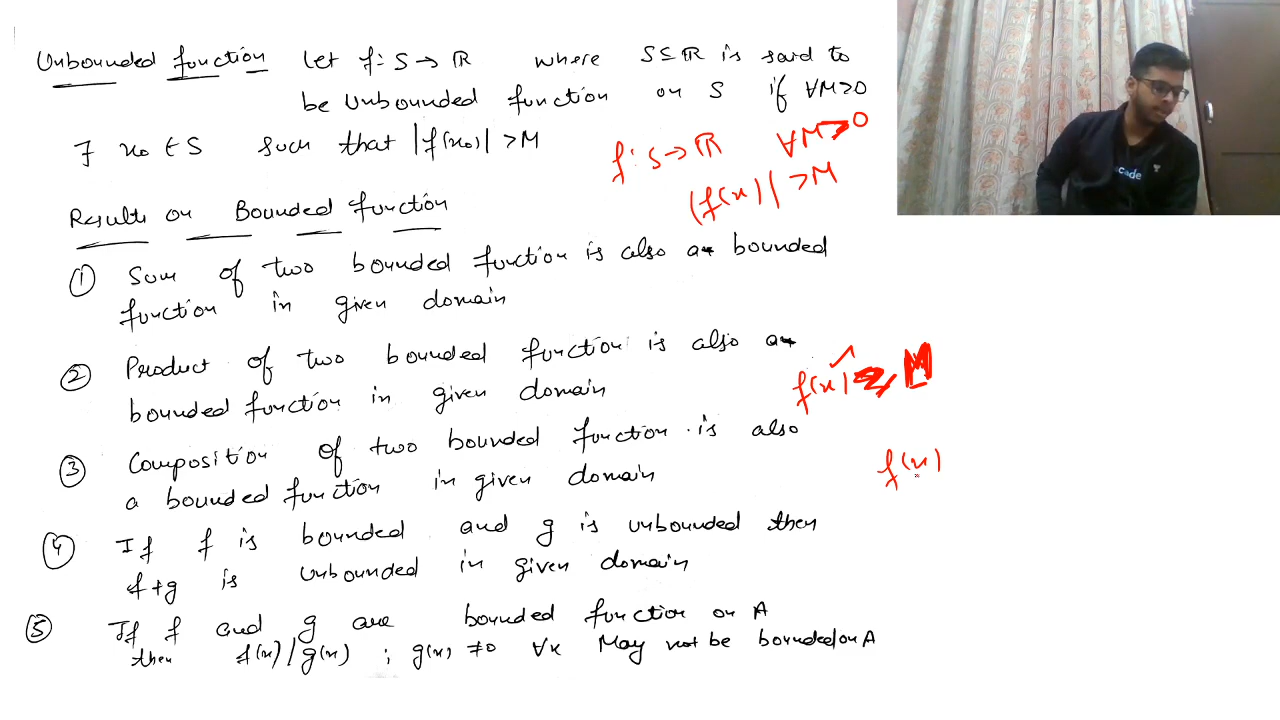 Unbounded function Let f: S → ℝ where S ⊆ ℝ is said to
be Unbounded function on S if ∀M>0
∃ x₀ ∈ S such that |f(x₀)| > M
f: S → ℝ ∀M>0
|f(x)| > M
Results on Bounded function
① Sum of two bounded function is also a bounded
function in given domain
② Product of two bounded function is also a
bounded function in given domain
f(x) M
③ Composition of two bounded function is also
a bounded function in given domain
f(x)
④ If f is bounded and g is unbounded then
f+g is unbounded in given domain
⑤ If f and g are bounded function on A
then f(x)/g(x) ; g(x) ≠0 ∀x May not be bounded on A
cade